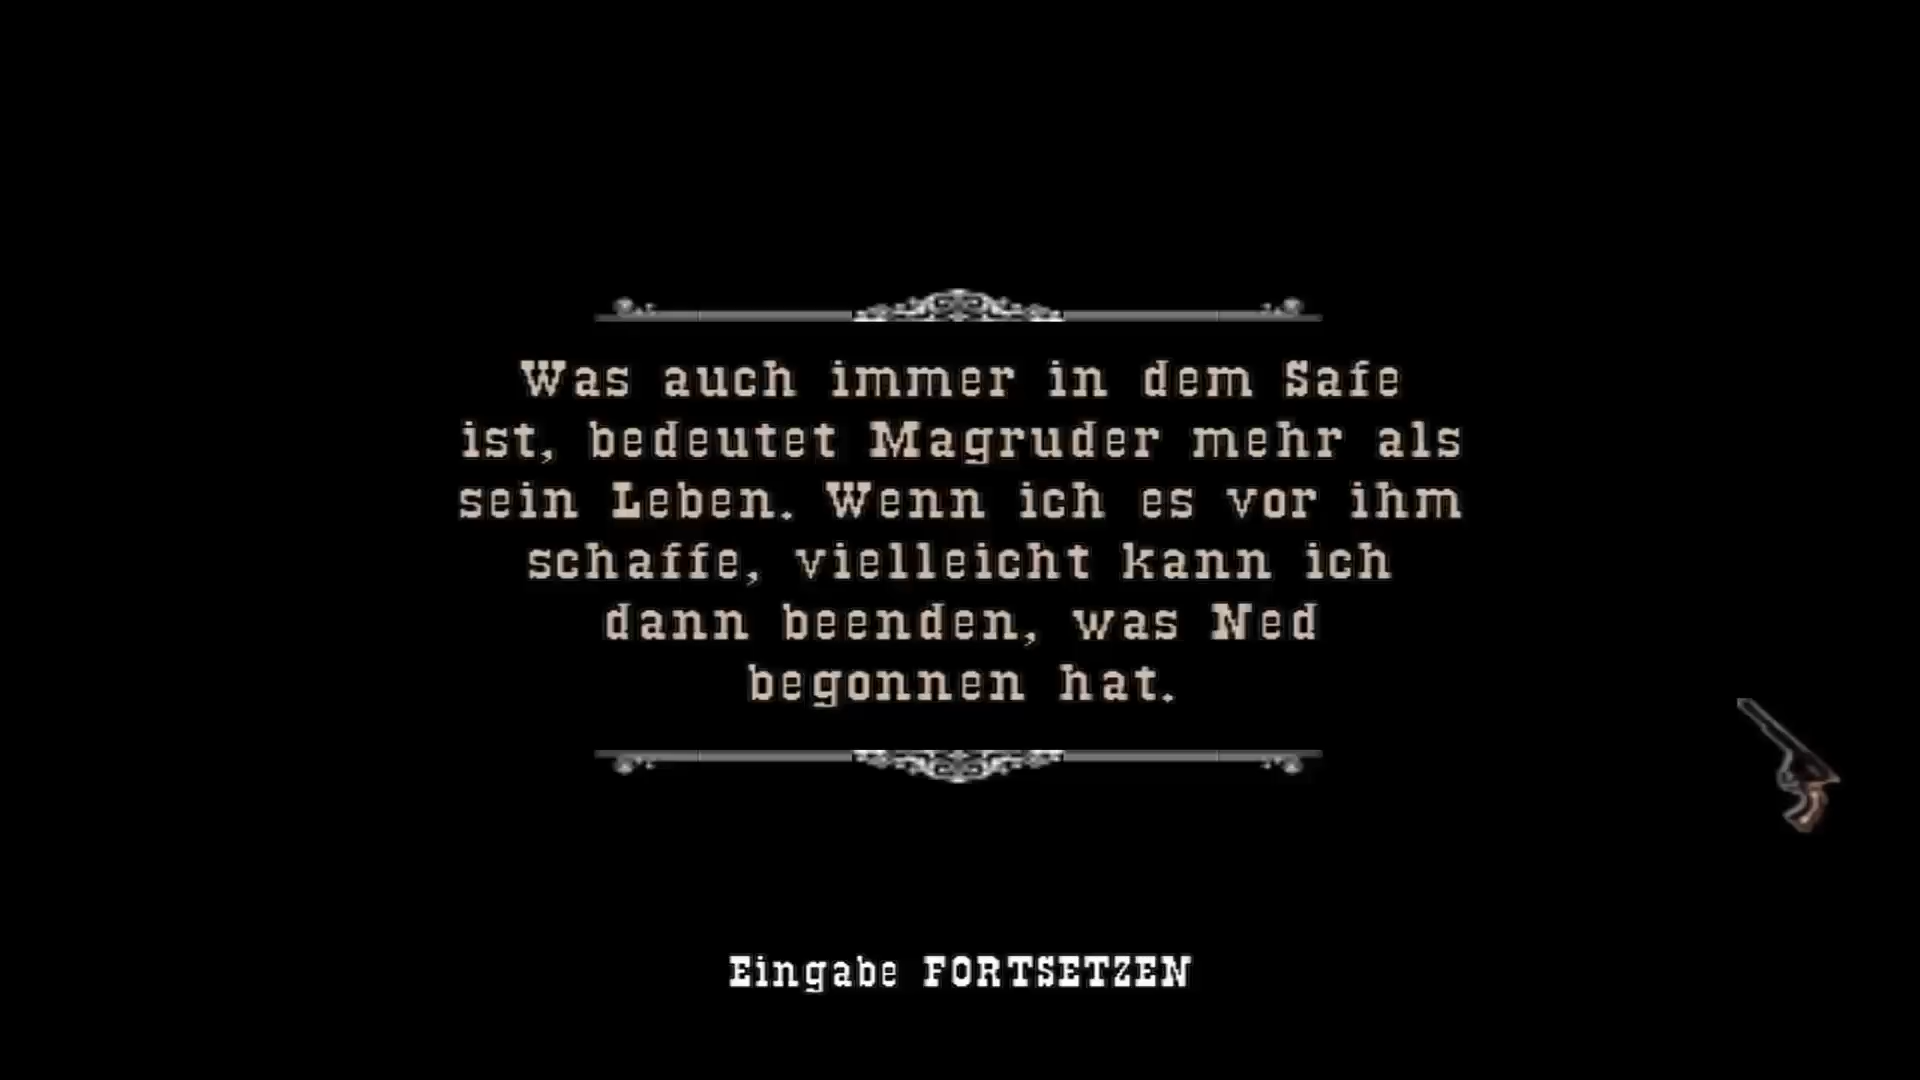 Was auch immer in dem Safe
ist, bedeutet Magruder mehr als
sein Leben. Wenn ich es vor ihm
schaffe, vielleicht kann ich
dann beenden, was Ned
begonnen hat.
Eingabe FORTSETZEN